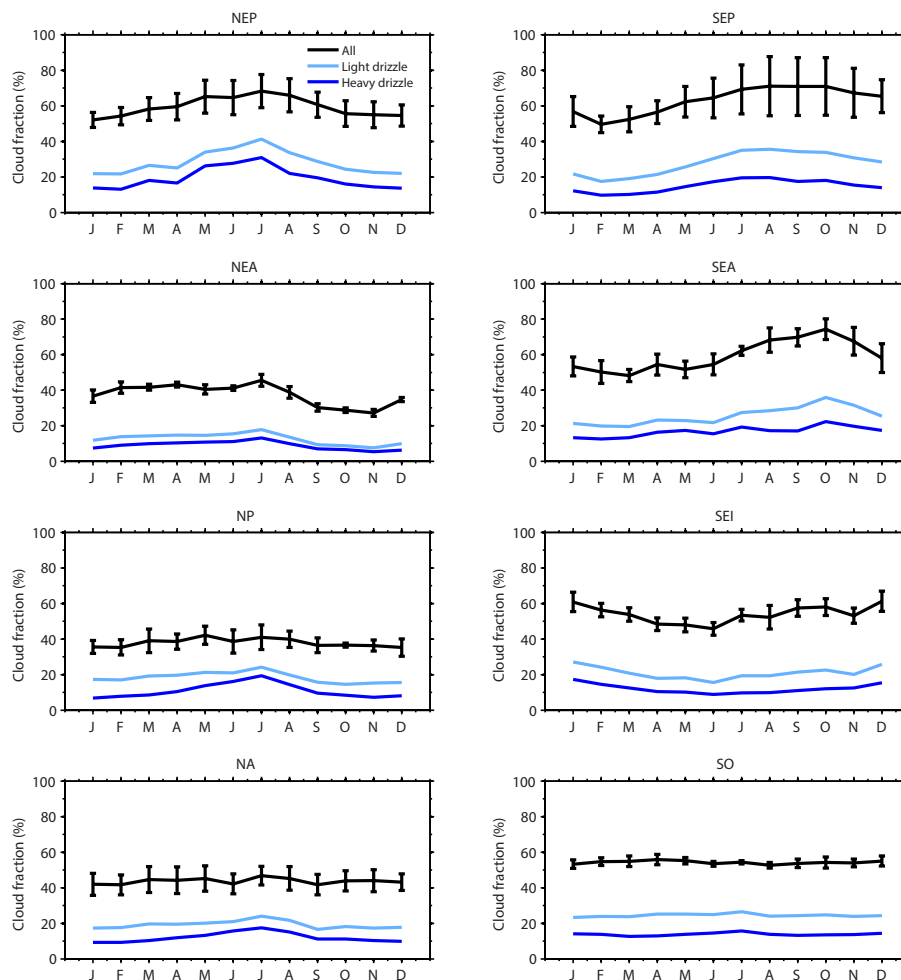 NEP
Cloud fraction (%)
100
80
60
40
20
0
All
Light drizzle
Heavy drizzle
J F M A M J J A S O N D
SEP
Cloud fraction (%)
100
80
60
40
20
0
J F M A M J J A S O N D
NEA
Cloud fraction (%)
100
80
60
40
20
0
J F M A M J J A S O N D
SEA
Cloud fraction (%)
100
80
60
40
20
0
J F M A M J J A S O N D
NP
Cloud fraction (%)
100
80
60
40
20
0
J F M A M J J A S O N D
SEI
Cloud fraction (%)
100
80
60
40
20
0
J F M A M J J A S O N D
NA
Cloud fraction (%)
100
80
60
40
20
0
J F M A M J J A S O N D
SO
Cloud fraction (%)
100
80
60
40
20
0
J F M A M J J A S O N D